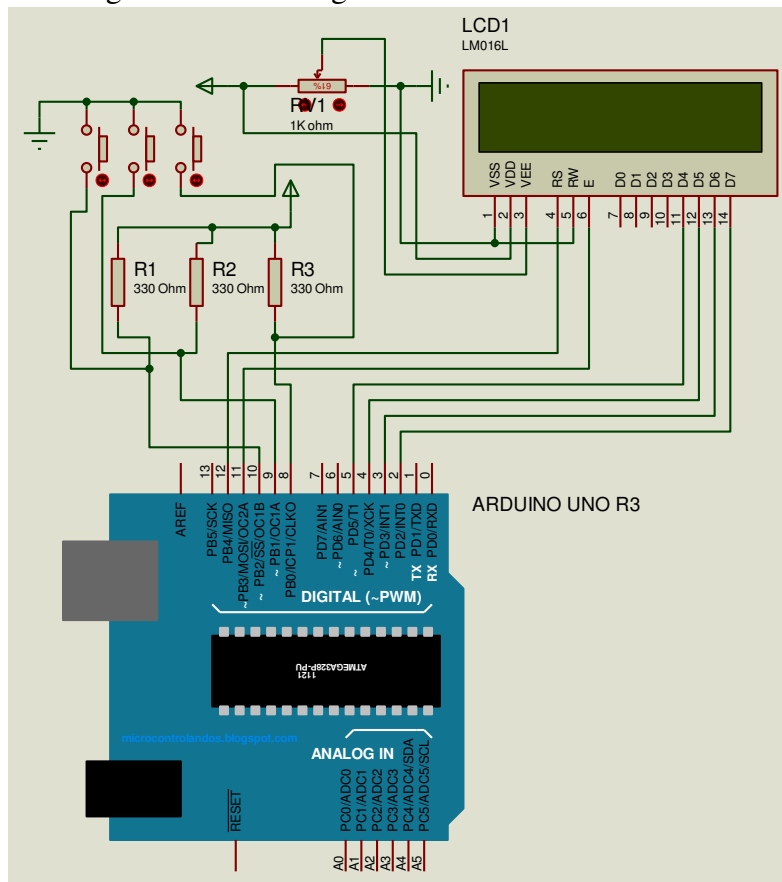 LCD1
LM016L
61%
RV1
1K ohm
VSS
VDD
VEE
RS
RW
E
D0
D1
D2
D3
D4
D5
D6
D7
1
2
3
4
5
6
7
8
9
10
11
12
13
14
R1
330 Ohm
R2
330 Ohm
R3
330 Ohm
13
12
11
10
9
8
7
6
5
4
3
2
1
0
ARDUINO UNO R3
AREF
PB5/SCK
PB4/MISO
~PB3/MOSI/OC2A
~ PB2/SS/OC1B
~ PB1/OC1A
PB0/ICP1/CLKO
PD7/AIN1
~ PD6/AIN0
~ PD5/T1
PD4/T0/XCK
~ PD3/INT1
PD2/INT0
TX PD1/TXD
RX PD0/RXD
DIGITAL (~PWM)
ATMEGA328P-PU
1121
microcontrolandos.blogspot.com
ANALOG IN
RESET
PC0/ADC0
PC1/ADC1
PC2/ADC2
PC3/ADC3
PC4/ADC4/SDA
PC5/ADC5/SCL
A0
A1
A2
A3
A4
A5